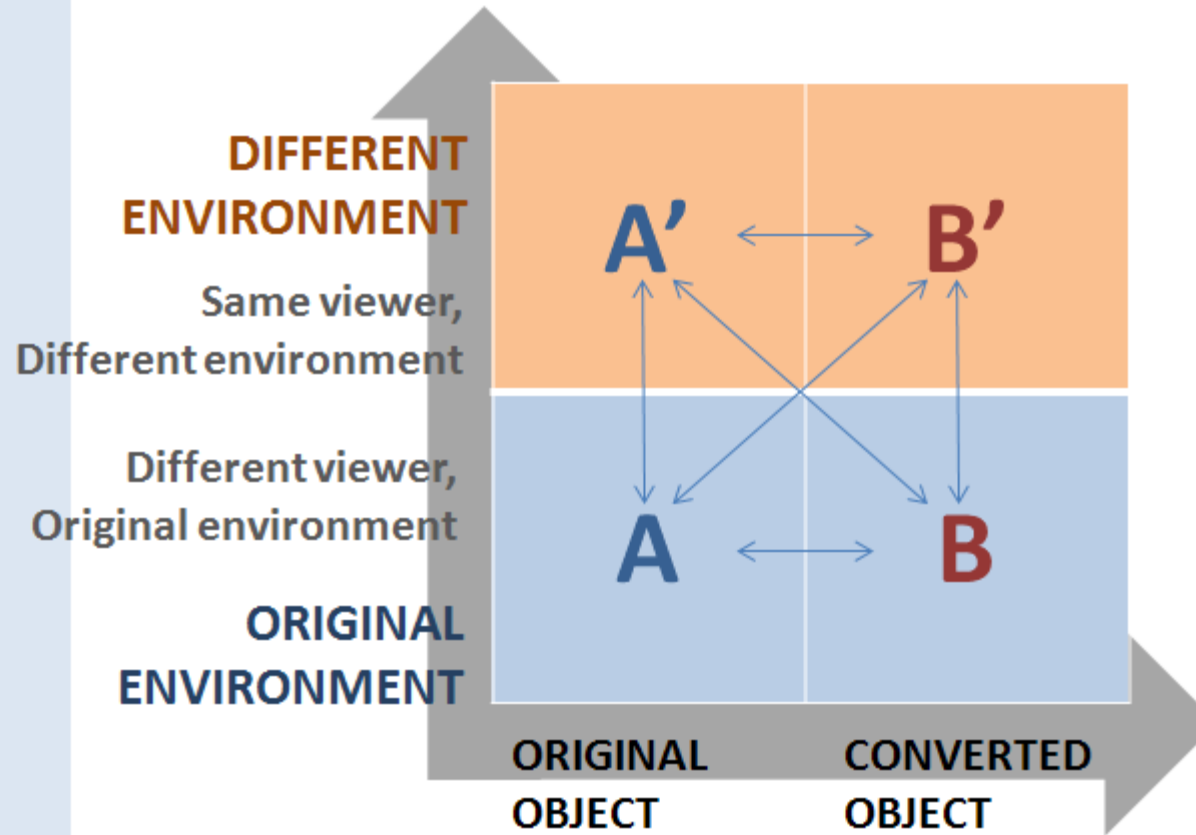 DIFFERENT
ENVIRONMENT
A’
B’
Same viewer,
Different environment
Different viewer,
Original environment
A
B
ORIGINAL
ENVIRONMENT
ORIGINAL
OBJECT
CONVERTED
OBJECT